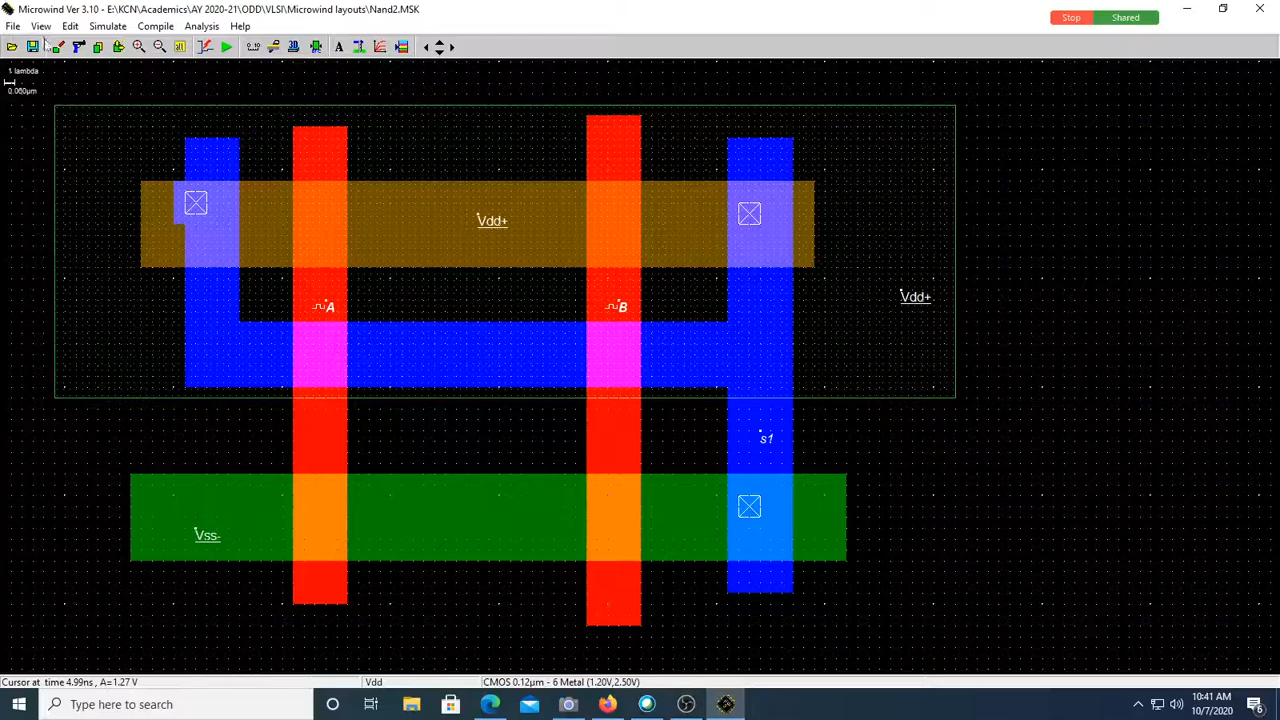 Microwind Ver 3.10 - E:\KCN\Academics\AY 2020-21\ODD\VLSI\Microwind layouts\Nand2.MSK
Stop Shared
File View Edit Simulate Compile Analysis Help
1 lambda
0.060µm
Vdd+
A
B
Vdd+
s1
Vss-
Cursor at time 4.99ns , A=1.27 V
Vdd
CMOS 0.12µm - 6 Metal (1.20V,2.50V)
Type here to search
10:41 AM
10/7/2020
6